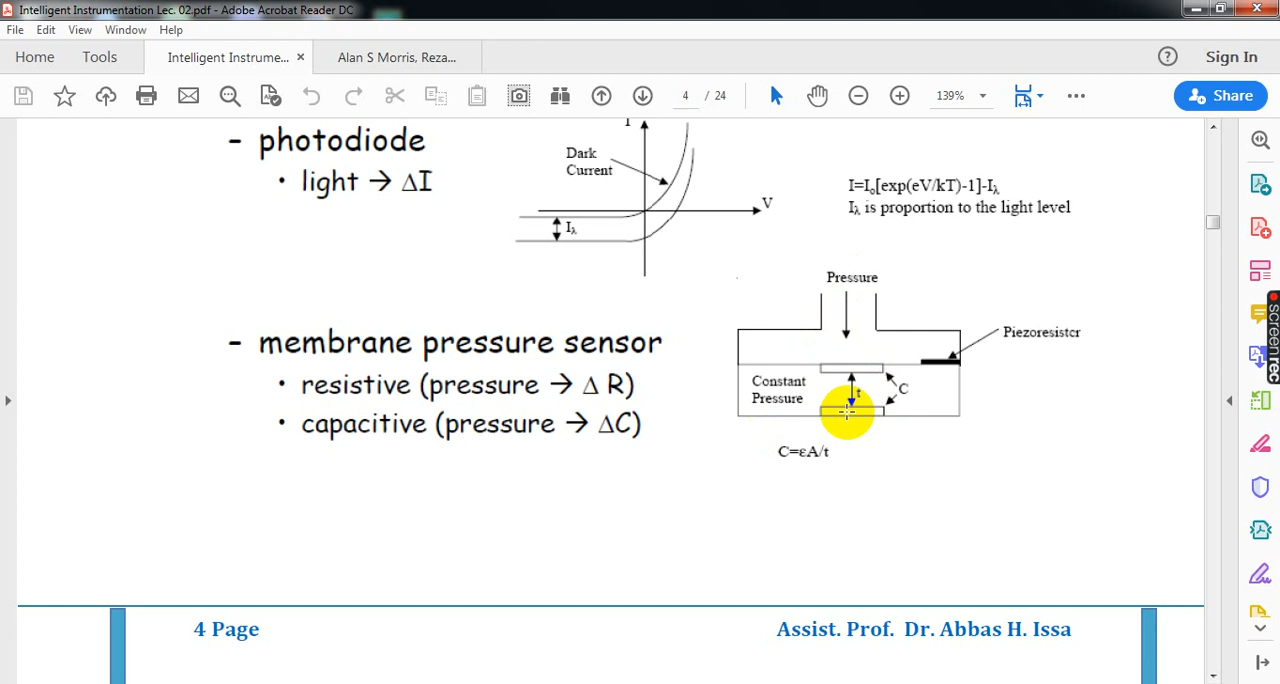 Intelligent Instrumentation Lec. 02.pdf - Adobe Acrobat Reader DC
File Edit View Window Help
Home Tools Intelligent Instrume... × Alan S Morris, Reza... ? Sign In
4 / 24 139% Share
- photodiode
• light → ΔI
I
Dark
Current
V
Iλ
I=Io[exp(eV/kT)-1]-Iλ
Iλ is proportion to the light level
- membrane pressure sensor
• resistive (pressure → Δ R)
• capacitive (pressure → ΔC)
Pressure
Piezoresistor
Constant
Pressure
t
C
C=εA/t
4 Page
Assist. Prof. Dr. Abbas H. Issa
screenrec